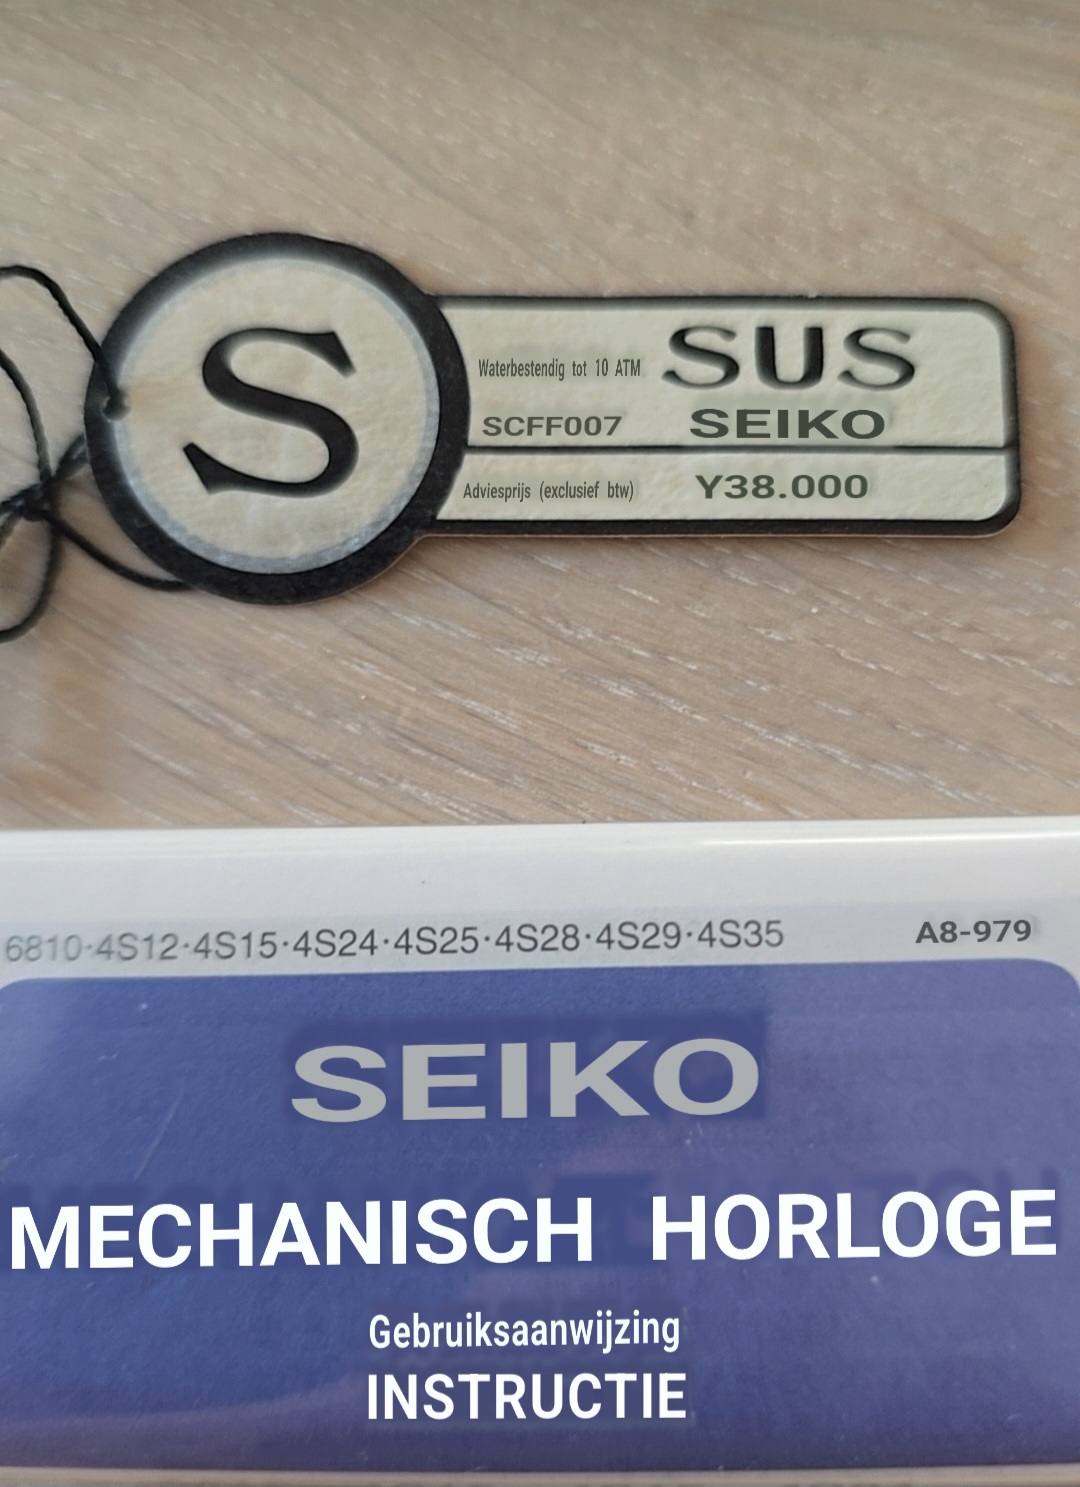 S
Waterbestendig tot 10 ATM SUS
SCFF007 SEIKO
Adviesprijs (exclusief btw) Y38.000
6810·4S12·4S15·4S24·4S25·4S28·4S29·4S35 A8-979
SEIKO
MECHANISCH HORLOGE
Gebruiksaanwijzing
INSTRUCTIE